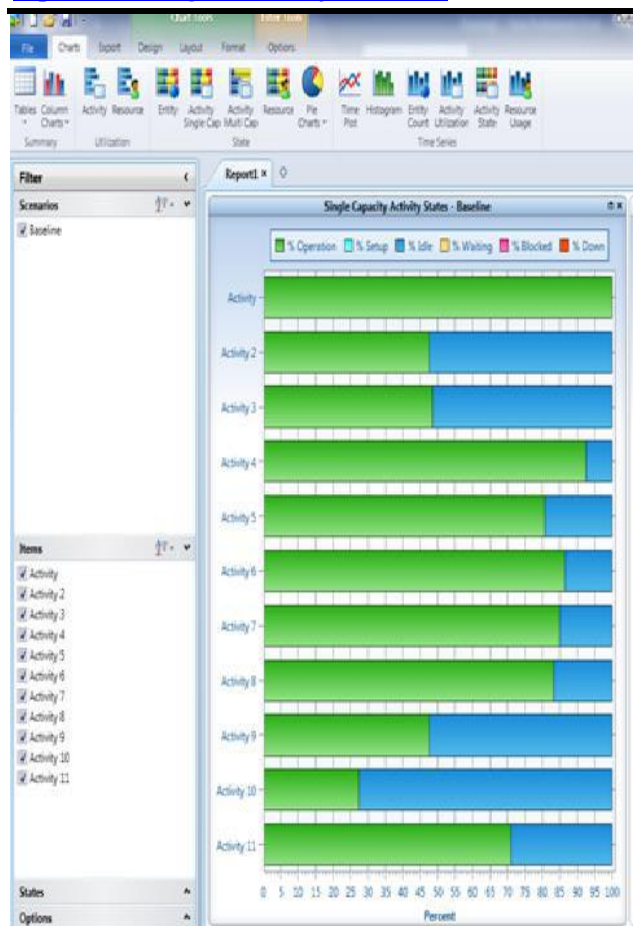 Chart Tools Filter Tools
File Charts Export Design Layout Format Options
Tables Column Charts Activity Resource Entity Activity Single Cap Activity Multi Cap Resource Pie Charts Time Plot Histogram Entity Count Activity Utilization Activity State Resource Usage
Summary Utilization State Time Series
Filter
Report1
Scenarios
Baseline
Single Capacity Activity States - Baseline
% Operation % Setup % Idle % Waiting % Blocked % Down
Activity
Activity 2
Activity 3
Activity 4
Activity 5
Activity 6
Activity 7
Activity 8
Activity 9
Activity 10
Activity 11
0 5 10 15 20 25 30 35 40 45 50 55 60 65 70 75 80 85 90 95 100
Percent
Items
Activity
Activity 2
Activity 3
Activity 4
Activity 5
Activity 6
Activity 7
Activity 8
Activity 9
Activity 10
Activity 11
States
Options